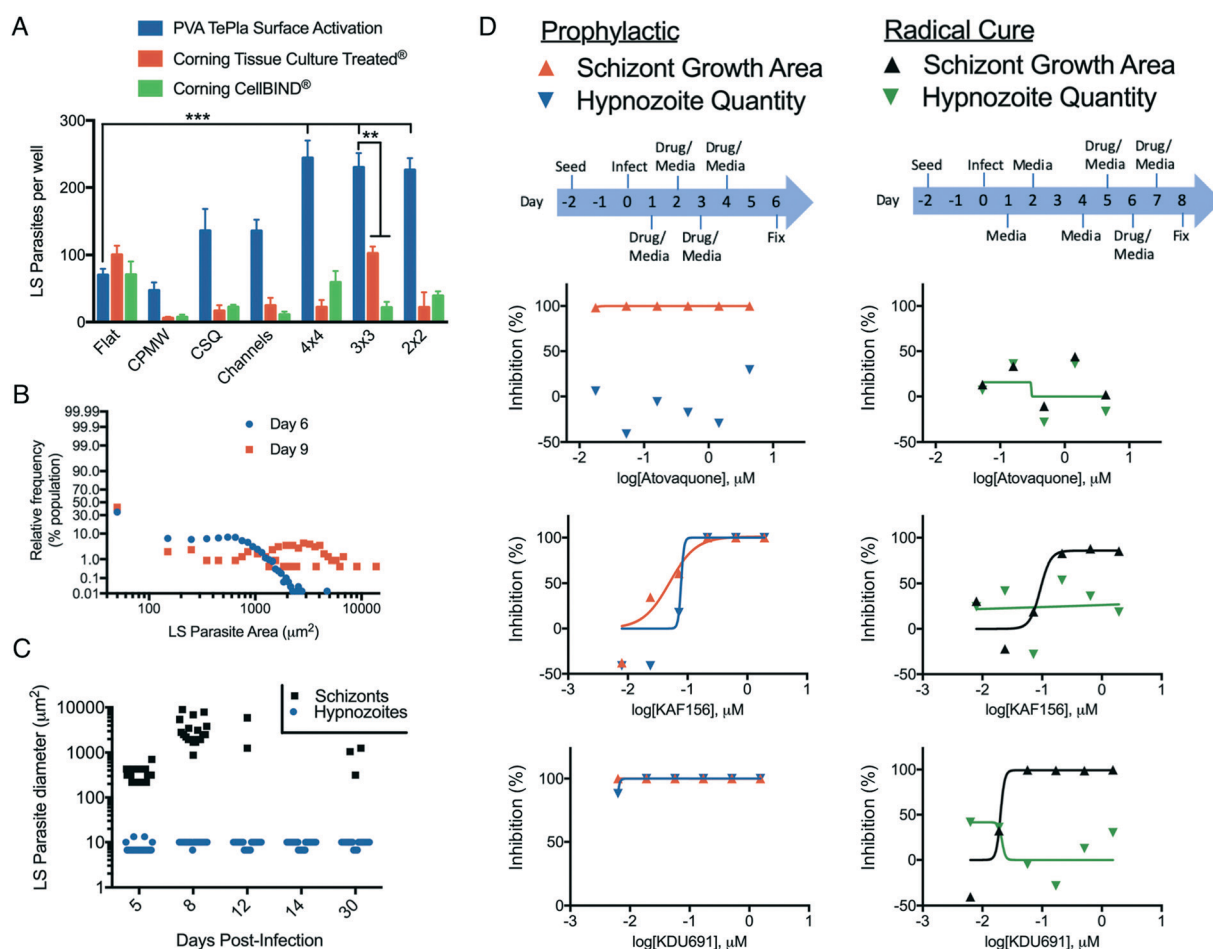 A
PVA TePla Surface Activation
Corning Tissue Culture Treated®
Corning CellBIND®
LS Parasites per well
300
200
100
0
***
**
Flat
CPMW
CSQ
Channels
4x4
3x3
2x2
B
Relative frequency
(% population)
99.99
99.9
99.0
90.0
50.0
30.0
10.0
1.0
0.1
0.01
Day 6
Day 9
100
1000
10000
LS Parasite Area (μm²)
C
Schizonts
Hypnozoites
LS Parasite diameter (μm²)
10000
1000
100
10
1
5
8
12
14
30
Days Post-Infection
D
Prophylactic
Schizont Growth Area
Hypnozoite Quantity
Seed
Infect
Drug/
Media
Drug/
Media
Day
-2 -1 0 1 2 3 4 5 6
Drug/
Media
Drug/
Media
Fix
Inhibition (%)
100
50
0
-50
-2 -1 0 1
log[Atovaquone], μM
Inhibition (%)
100
50
0
-50
-3 -2 -1 0 1
log[KAF156], μM
Inhibition (%)
100
50
0
-3 -2 -1 0 1
log[KDU691], μM
Radical Cure
Schizont Growth Area
Hypnozoite Quantity
Seed
Infect
Media
Drug/
Media
Drug/
Media
Day
-2 -1 0 1 2 3 4 5 6 7 8
Media
Media
Drug/
Media
Fix
Inhibition (%)
100
50
0
-50
-2 -1 0 1
log[Atovaquone], μM
Inhibition (%)
100
50
0
-50
-3 -2 -1 0 1
log[KAF156], μM
Inhibition (%)
100
50
0
-50
-3 -2 -1 0 1
log[KDU691], μM